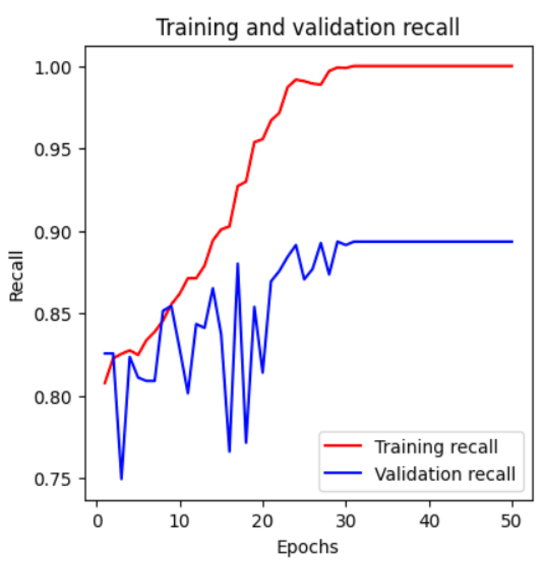 Training and validation recall
1.00
0.95
0.90
0.85
0.80
0.75
Recall
Training recall
Validation recall
0 10 20 30 40 50
Epochs